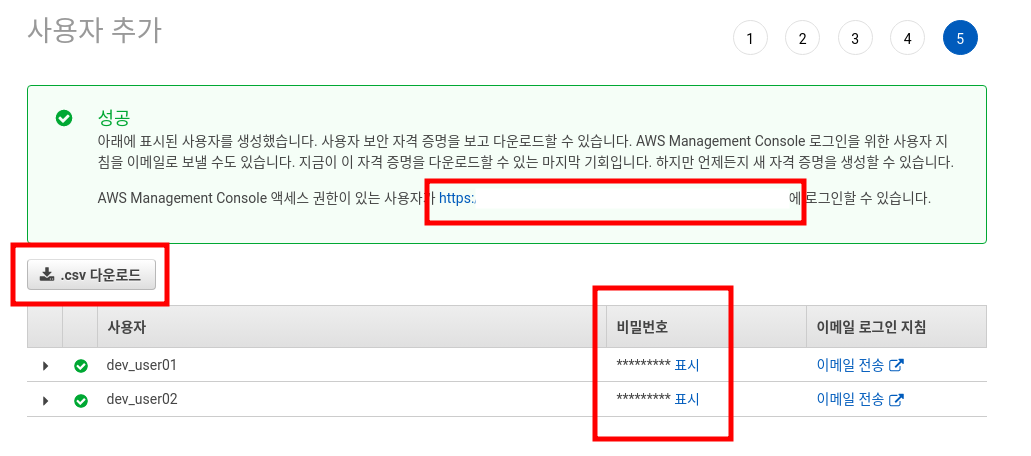 사용자 추가
1 2 3 4 5
성공
아래에 표시된 사용자를 생성했습니다. 사용자 보안 자격 증명을 보고 다운로드할 수 있습니다. AWS Management Console 로그인을 위한 사용자 지
침을 이메일로 보낼 수도 있습니다. 지금이 이 자격 증명을 다운로드할 수 있는 마지막 기회입니다. 하지만 언제든지 새 자격 증명을 생성할 수 있습니다.
AWS Management Console 액세스 권한이 있는 사용자가 https: 에 로그인할 수 있습니다.
.csv 다운로드
사용자 비밀번호 이메일 로그인 지침
dev_user01 ********* 표시 이메일 전송
dev_user02 ********* 표시 이메일 전송